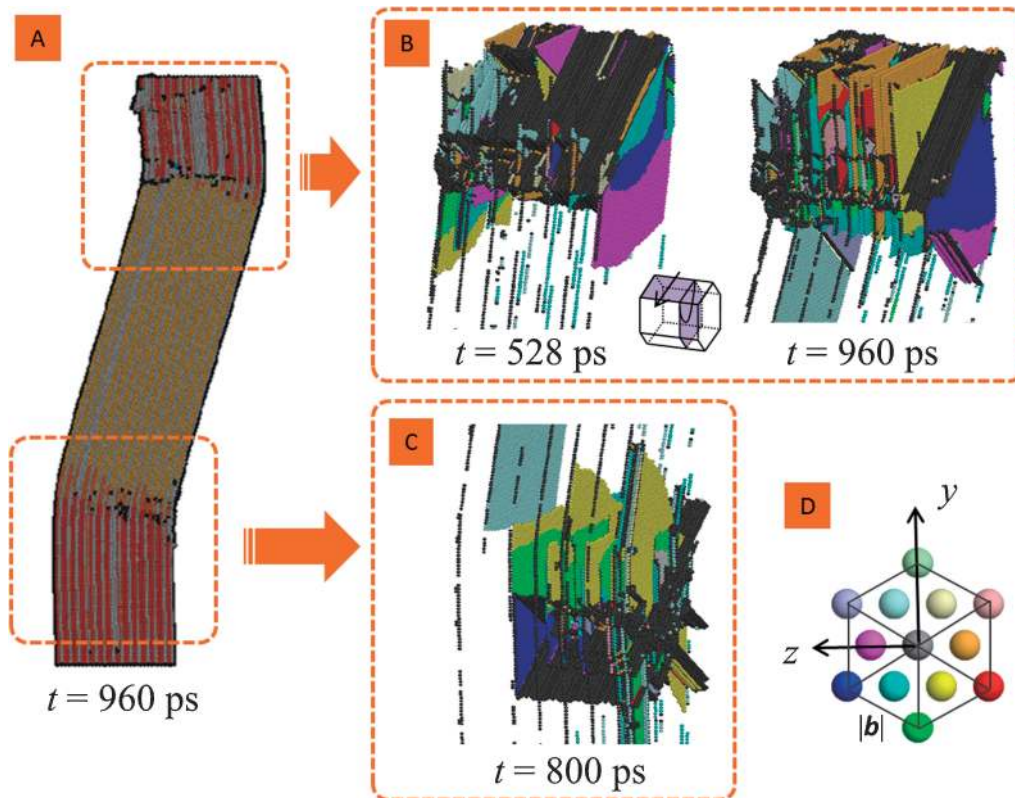 A
B
t = 528 ps
t = 960 ps
t = 960 ps
C
t = 800 ps
D
y
z
|b|